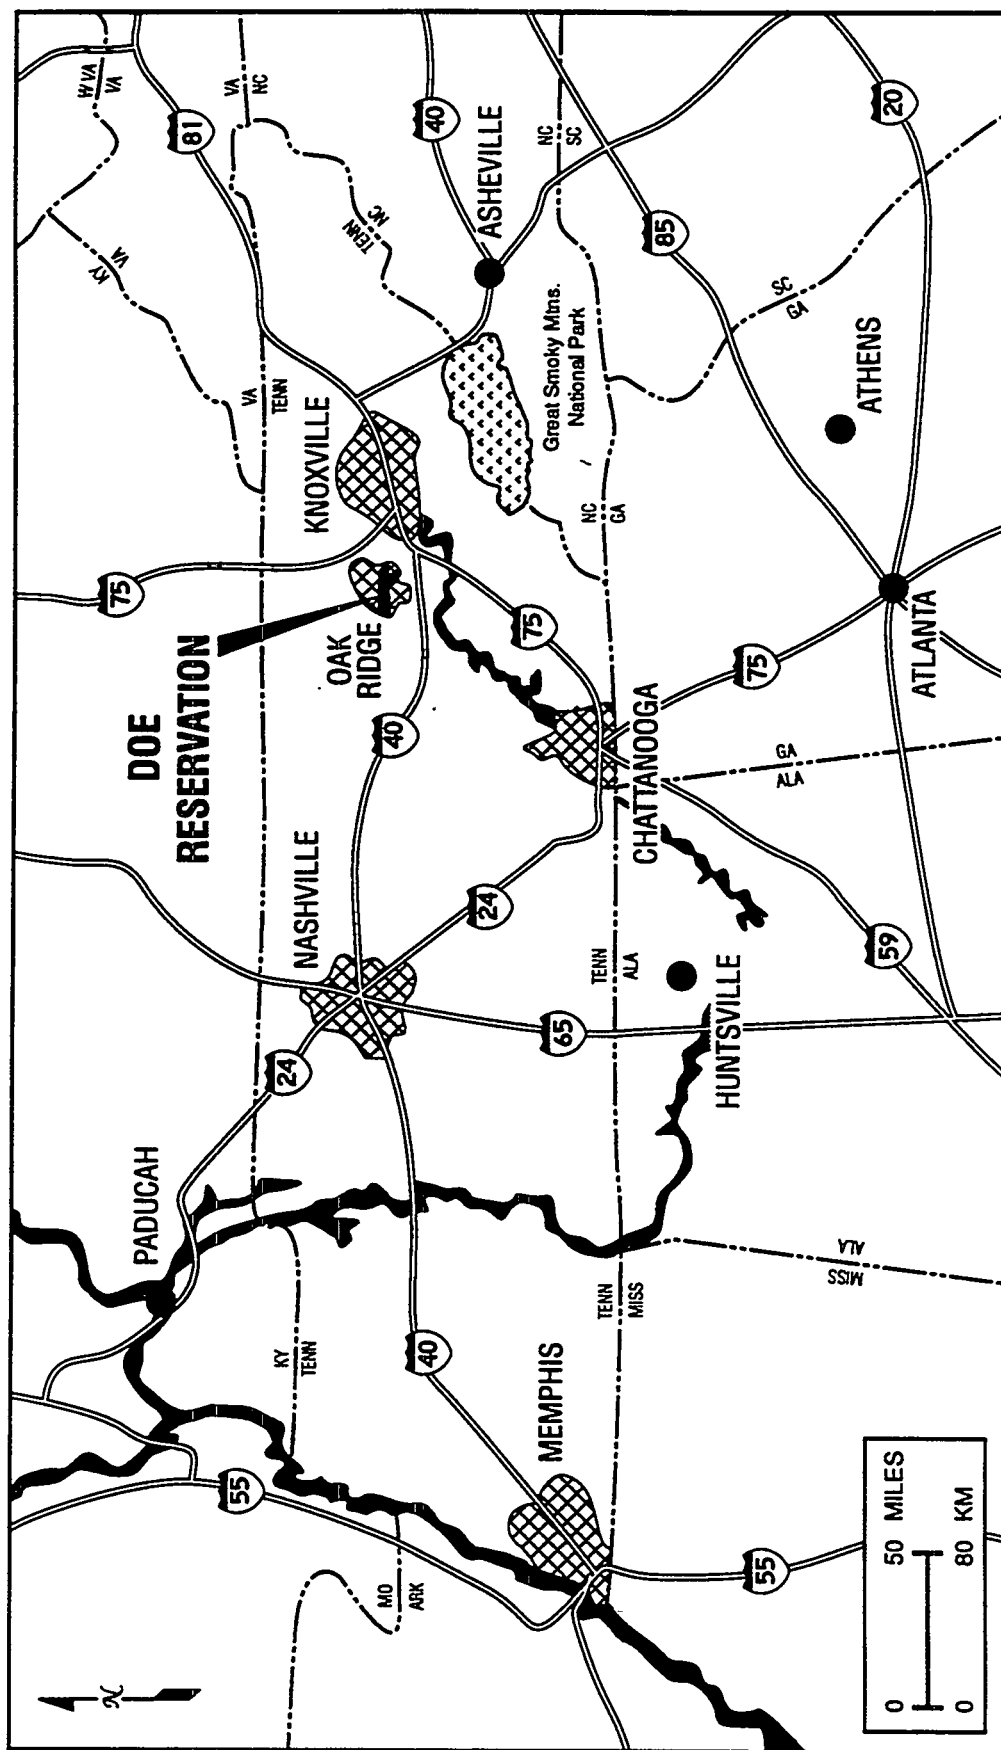 W VA
VA
KY
VA
81
VA
NC
VA
TENN
TENN
NC
40
ASHEVILLE
NC
SC
85
20
SC
GA
ATHENS
Great Smoky Mtns.
National Park
NC
GA
KNOXVILLE
75
DOE
RESERVATION
OAK
RIDGE
75
40
75
ATLANTA
CHATTANOOGA
GA
ALA
NASHVILLE
24
59
TENN
ALA
HUNTSVILLE
65
24
PADUCAH
KY
TENN
40
TENN
MISS
ALA
MISS
MEMPHIS
55
55
MO
ARK
N
0 50 MILES
0 80 KM